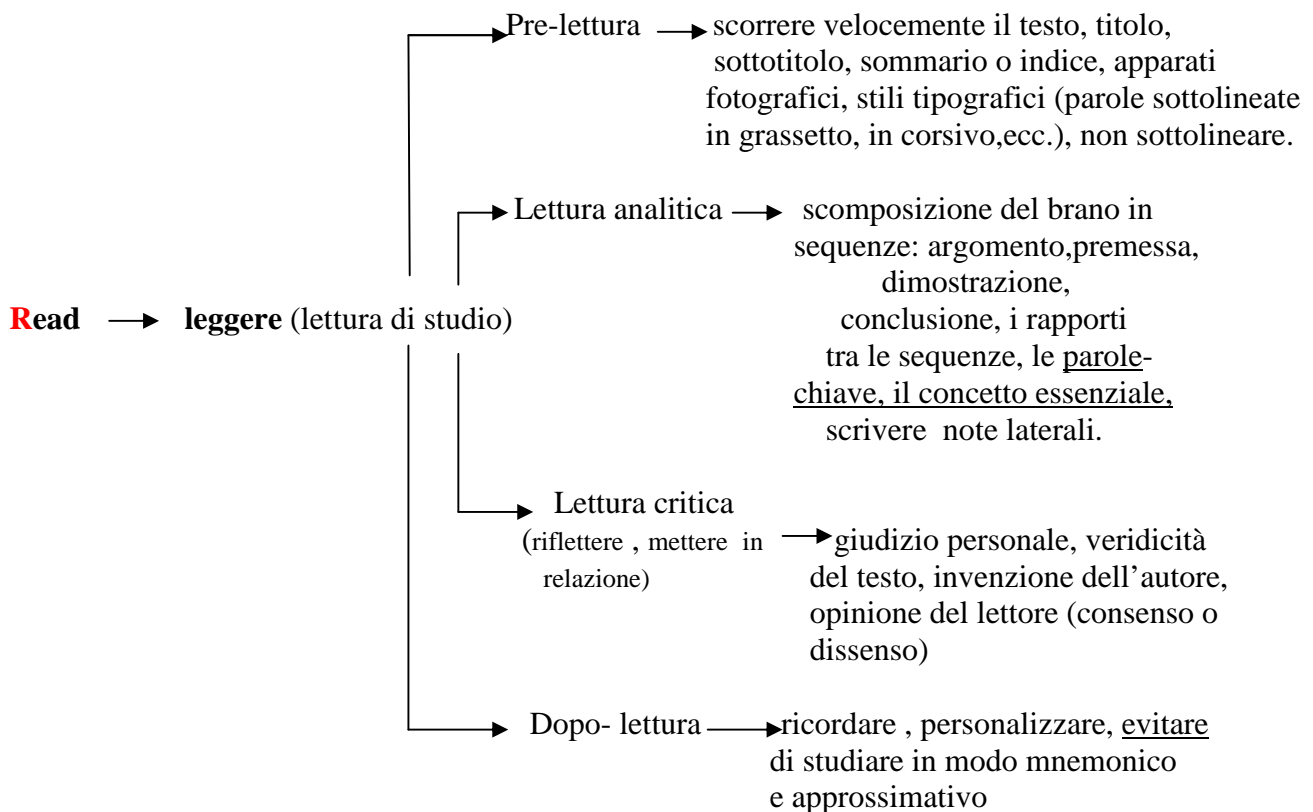 Pre-lettura
scorrere velocemente il testo, titolo,
sottotitolo, sommario o indice, apparati
fotografici, stili tipografici (parole sottolineate
in grassetto, in corsivo,ecc.), non sottolineare.
Lettura analitica
scomposizione del brano in
sequenze: argomento,premessa,
dimostrazione,
conclusione, i rapporti
tra le sequenze, le parole-
chiave, il concetto essenziale,
scrivere note laterali.
Read
leggere (lettura di studio)
Lettura critica
(riflettere , mettere in
relazione)
giudizio personale, veridicità
del testo, invenzione dell’autore,
opinione del lettore (consenso o
dissenso)
Dopo- lettura
ricordare , personalizzare, evitare
di studiare in modo mnemonico
e approssimativo